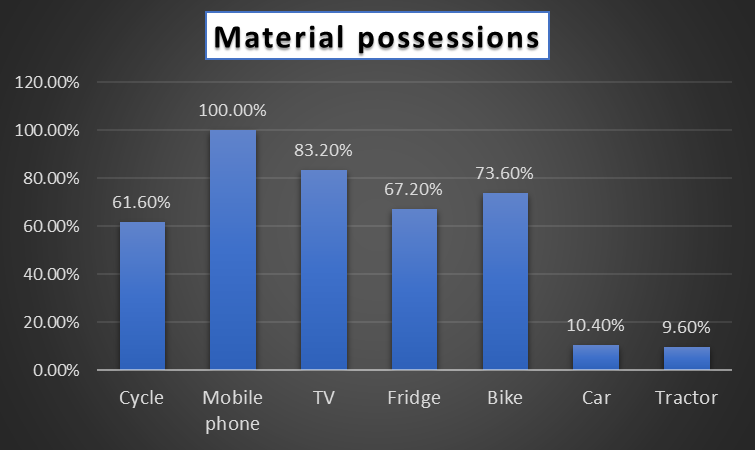 Material possessions
120.00%
100.00%
80.00%
60.00%
40.00%
20.00%
0.00%
61.60%
100.00%
83.20%
67.20%
73.60%
10.40%
9.60%
Cycle
Mobile
phone
TV
Fridge
Bike
Car
Tractor